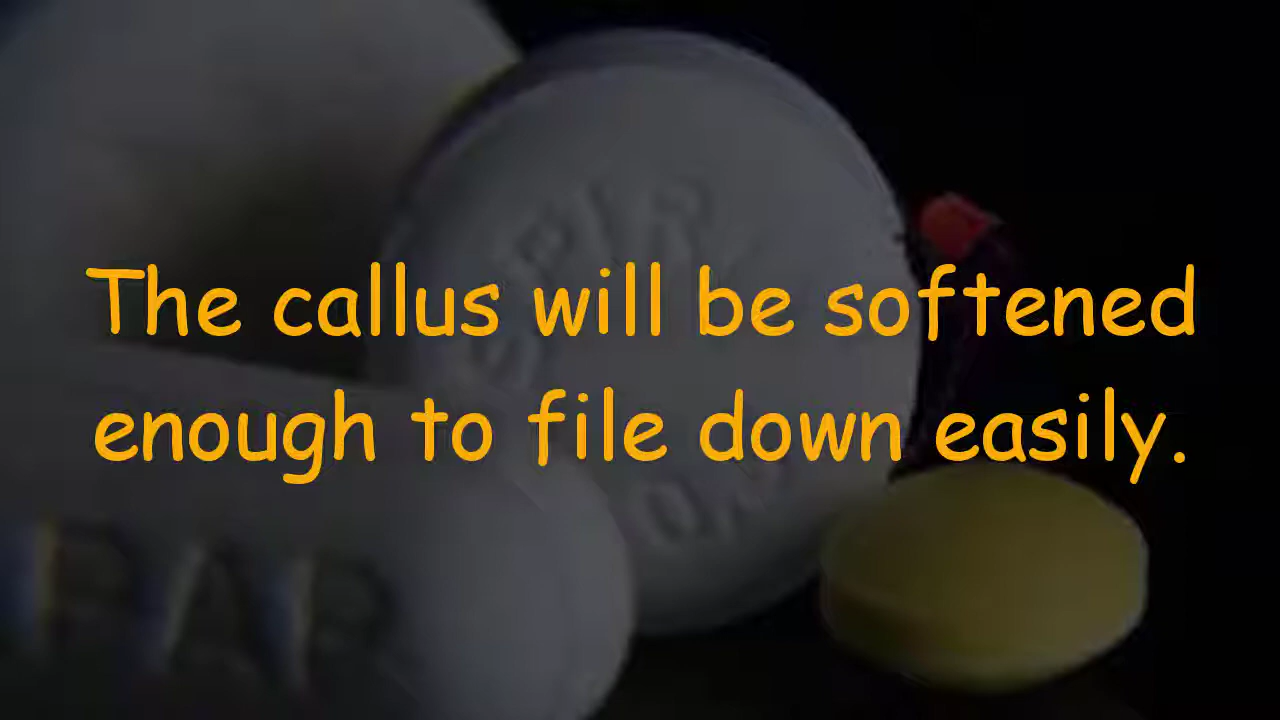 The callus will be softened
enough to file down easily.